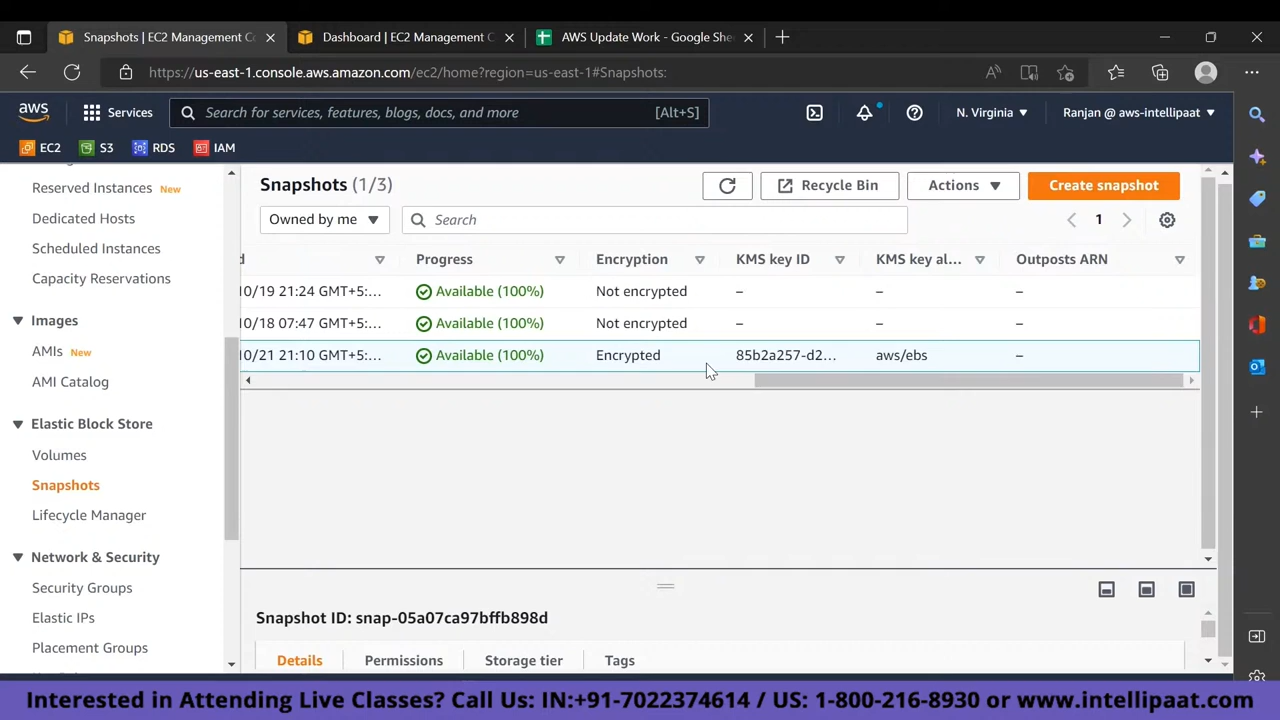 Snapshots | EC2 Management Co
Dashboard | EC2 Management C
AWS Update Work - Google She
https://us-east-1.console.aws.amazon.com/ec2/home?region=us-east-1#Snapshots:
aws
Services
Search for services, features, blogs, docs, and more
[Alt+S]
N. Virginia
Ranjan @ aws-intellipaat
EC2
S3
RDS
IAM
Reserved Instances New
Dedicated Hosts
Scheduled Instances
Capacity Reservations
Images
AMIs New
AMI Catalog
Elastic Block Store
Volumes
Snapshots
Lifecycle Manager
Network & Security
Security Groups
Elastic IPs
Placement Groups
Snapshots (1/3)
Recycle Bin
Actions
Create snapshot
Owned by me
Search
1
d Progress Encryption KMS key ID KMS key al... Outposts ARN
10/19 21:24 GMT+5:... Available (100%) Not encrypted – – –
10/18 07:47 GMT+5:... Available (100%) Not encrypted – – –
10/21 21:10 GMT+5:... Available (100%) Encrypted 85b2a257-d2... aws/ebs –
Snapshot ID: snap-05a07ca97bffb898d
Details Permissions Storage tier Tags
Interested in Attending Live Classes? Call Us: IN:+91-7022374614 / US: 1-800-216-8930 or www.intellipaat.com